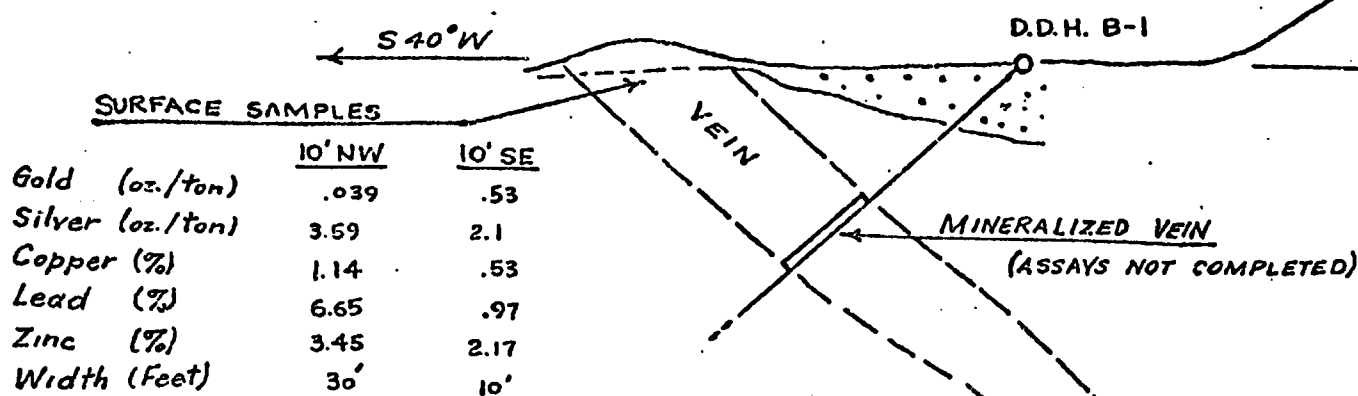 D.D.H. B-1
S 40° W
SURFACE SAMPLES
10' NW 10' SE
Gold (oz./ton) .039 .53
Silver (oz./ton) 3.59 2.1
Copper (%) 1.14 .53
Lead (%) 6.65 .97
Zinc (%) 3.45 2.17
Width (Feet) 30' 10'
VEIN
MINERALIZED VEIN
(ASSAYS NOT COMPLETED)